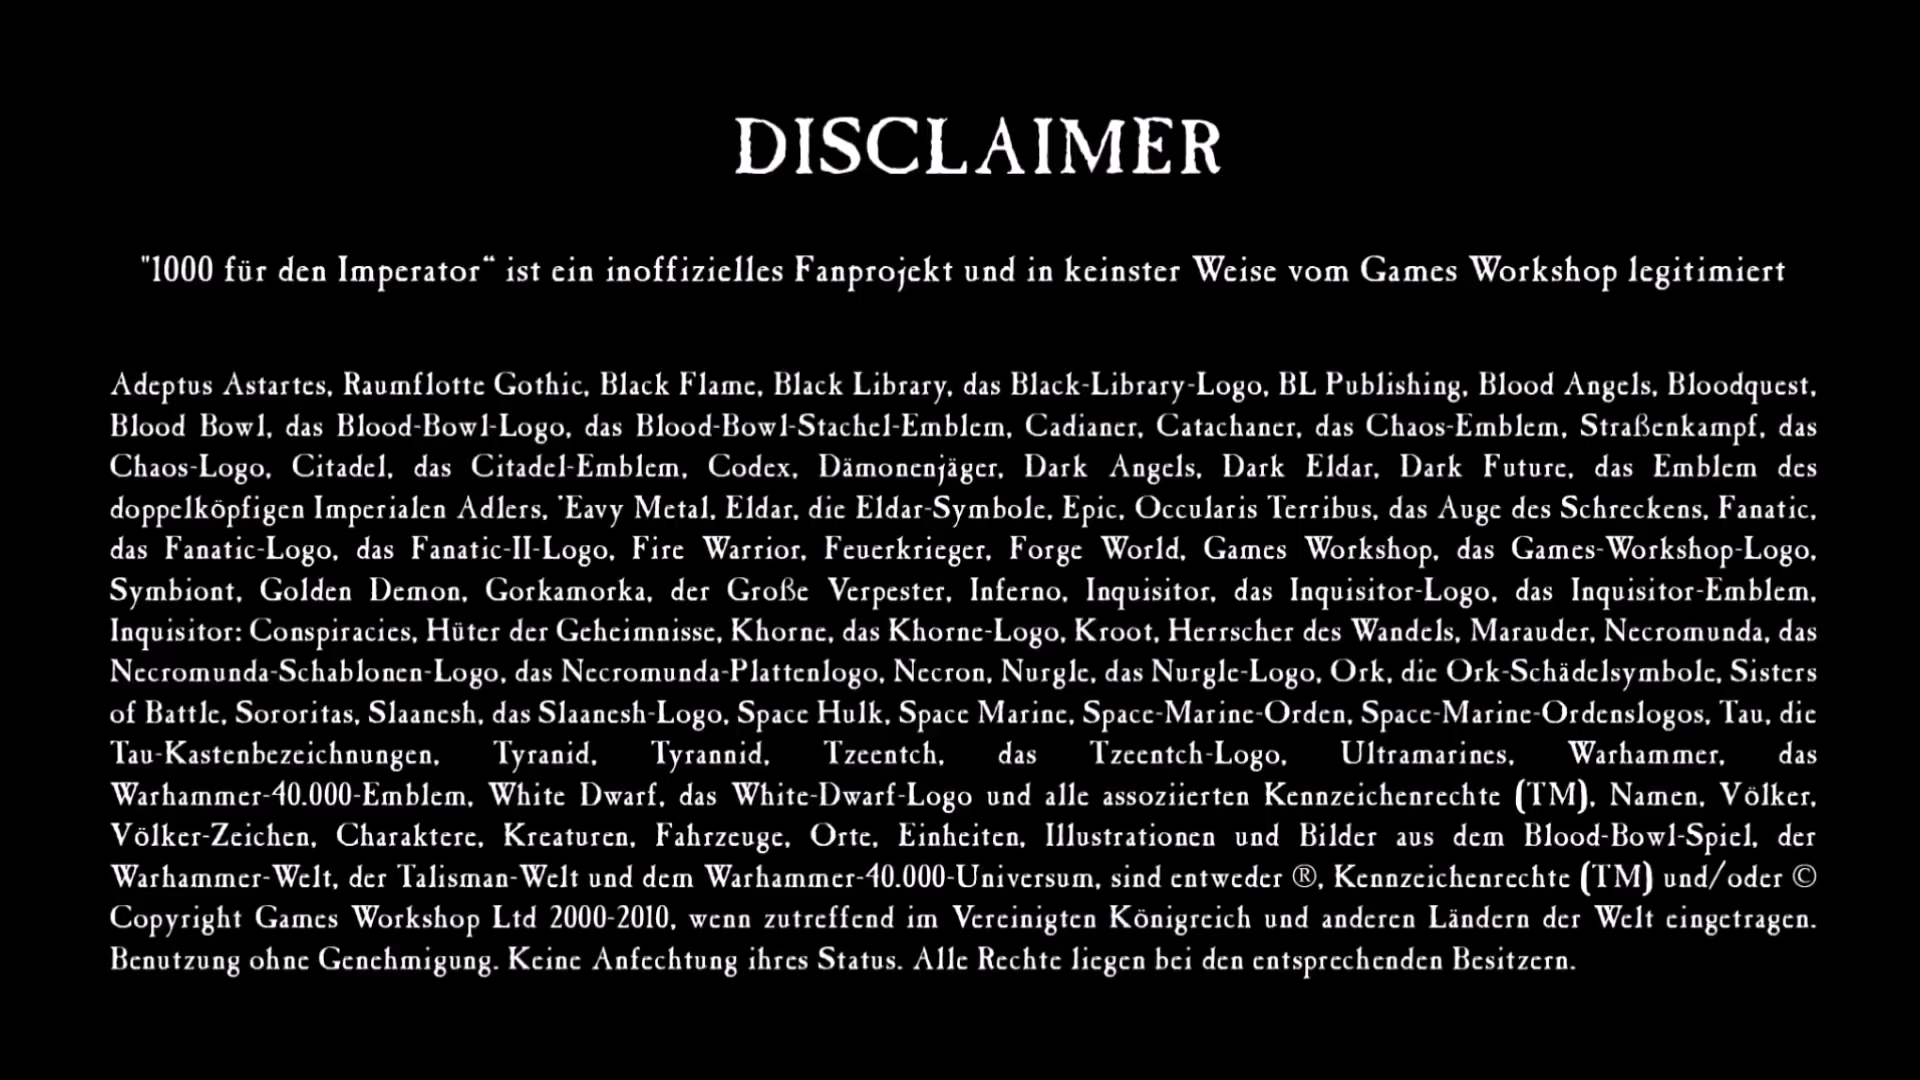 DISCLAIMER
"1000 für den Imperator“ ist ein inoffizielles Fanprojekt und in keinster Weise vom Games Workshop legitimiert
Adeptus Astartes, Raumflotte Gothic, Black Flame, Black Library, das Black-Library-Logo, BL Publishing, Blood Angels, Bloodquest,
Blood Bowl, das Blood-Bowl-Logo, das Blood-Bowl-Stachel-Emblem, Cadianer, Catachaner, das Chaos-Emblem, Straßenkampf, das
Chaos-Logo, Citadel, das Citadel-Emblem, Codex, Dämonenjäger, Dark Angels, Dark Eldar, Dark Future, das Emblem des
doppelköpfigen Imperialen Adlers, 'Eavy Metal, Eldar, die Eldar-Symbole, Epic, Occularis Terribus, das Auge des Schreckens, Fanatic,
das Fanatic-Logo, das Fanatic-II-Logo, Fire Warrior, Feuerkrieger, Forge World, Games Workshop, das Games-Workshop-Logo,
Symbiont, Golden Demon, Gorkamorka, der Große Verpester, Inferno, Inquisitor, das Inquisitor-Logo, das Inquisitor-Emblem,
Inquisitor: Conspiracies, Hüter der Geheimnisse, Khorne, das Khorne-Logo, Kroot, Herrscher des Wandels, Marauder, Necromunda, das
Necromunda-Schablonen-Logo, das Necromunda-Plattenlogo, Necron, Nurgle, das Nurgle-Logo, Ork, die Ork-Schädelsymbole, Sisters
of Battle, Sororitas, Slaanesh, das Slaanesh-Logo, Space Hulk, Space Marine, Space-Marine-Orden, Space-Marine-Ordenslogos, Tau, die
Tau-Kastenbezeichnungen, Tyranid, Tyrannid, Tzeentch, das Tzeentch-Logo, Ultramarines, Warhammer, das
Warhammer-40.000-Emblem, White Dwarf, das White-Dwarf-Logo und alle assoziierten Kennzeichenrechte (TM), Namen, Völker,
Völker-Zeichen, Charaktere, Kreaturen, Fahrzeuge, Orte, Einheiten, Illustrationen und Bilder aus dem Blood-Bowl-Spiel, der
Warhammer-Welt, der Talisman-Welt und dem Warhammer-40.000-Universum, sind entweder ®, Kennzeichenrechte (TM) und/oder ©
Copyright Games Workshop Ltd 2000-2010, wenn zutreffend im Vereinigten Königreich und anderen Ländern der Welt eingetragen.
Benutzung ohne Genehmigung. Keine Anfechtung ihres Status. Alle Rechte liegen bei den entsprechenden Besitzern.